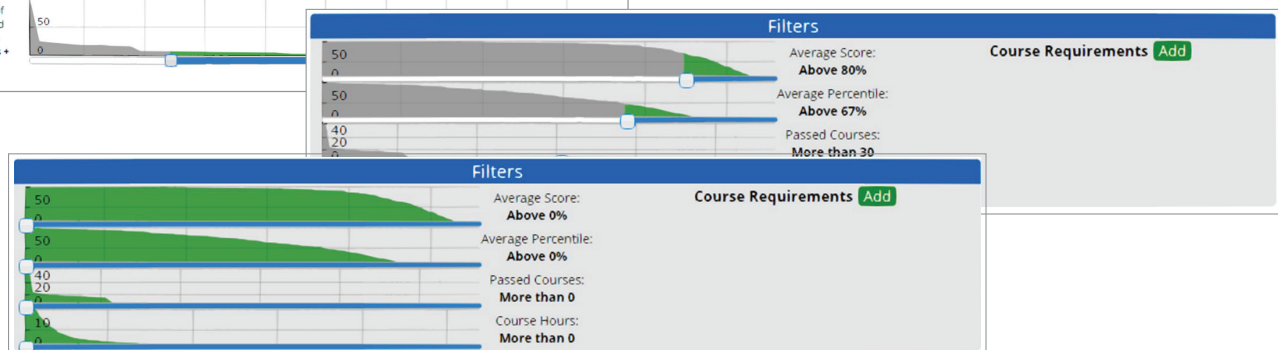 f
50
d
s +
0
Filters
50
Average Score:
Course Requirements Add
0
Above 80%
Average Percentile:
50
Above 67%
0
40
Passed Courses:
20
0
More than 30
Filters
50
Average Score:
Course Requirements Add
0
Above 0%
Average Percentile:
50
Above 0%
0
40
Passed Courses:
20
0
More than 0
10
Course Hours:
0
More than 0